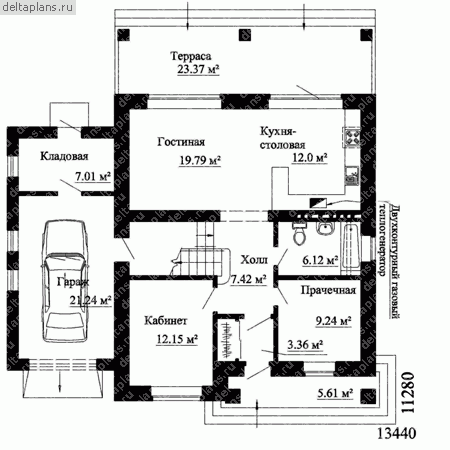 deltaplans.ru
Терраса
23.37 м²
Гостиная
19.79 м²
Кухня-
столовая
12.0 м²
Кладовая
7.01 м²
Холл
7.42 м²
6.12 м²
Двухконтурный газовый
теплогенератор
Гараж
21.24 м²
Кабинет
12.15 м²
Прачечная
9.24 м²
3.36 м²
5.61 м²
11280
13440